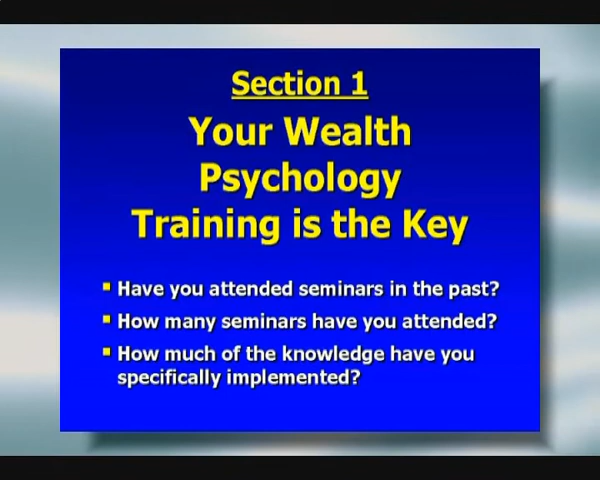 Section 1
Your Wealth
Psychology
Training is the Key
Have you attended seminars in the past?
How many seminars have you attended?
How much of the knowledge have you
specifically implemented?